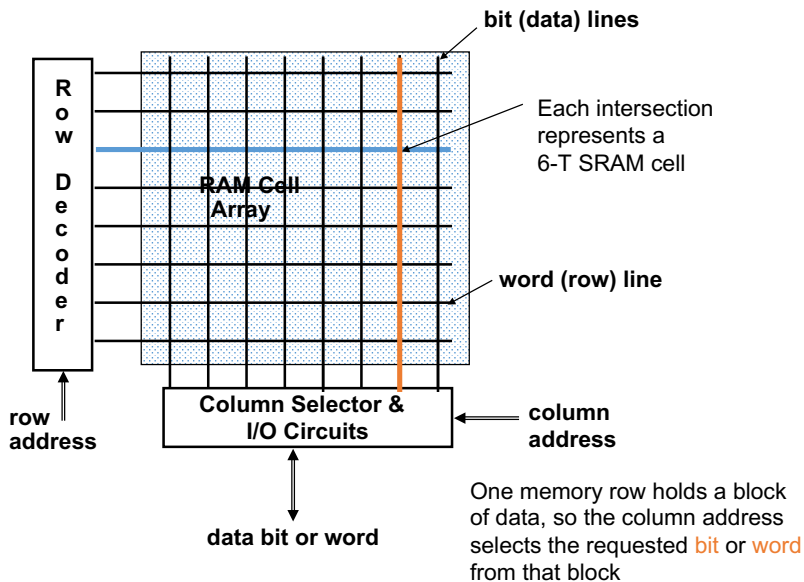 bit (data) lines
Row Decoder
Each intersection
represents a
6-T SRAM cell
RAM Cell
Array
word (row) line
row
address
Column Selector &
I/O Circuits
column
address
data bit or word
One memory row holds a block
of data, so the column address
selects the requested bit or word
from that block